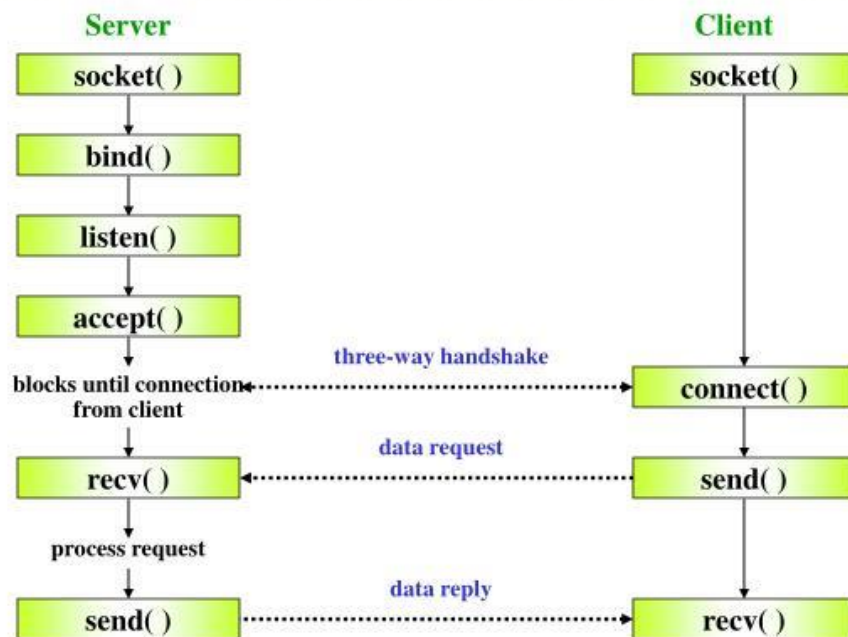 Server
Client
socket( )
socket( )
bind( )
listen( )
accept( )
three-way handshake
blocks until connection
from client
connect( )
data request
recv( )
send( )
process request
data reply
send( )
recv( )